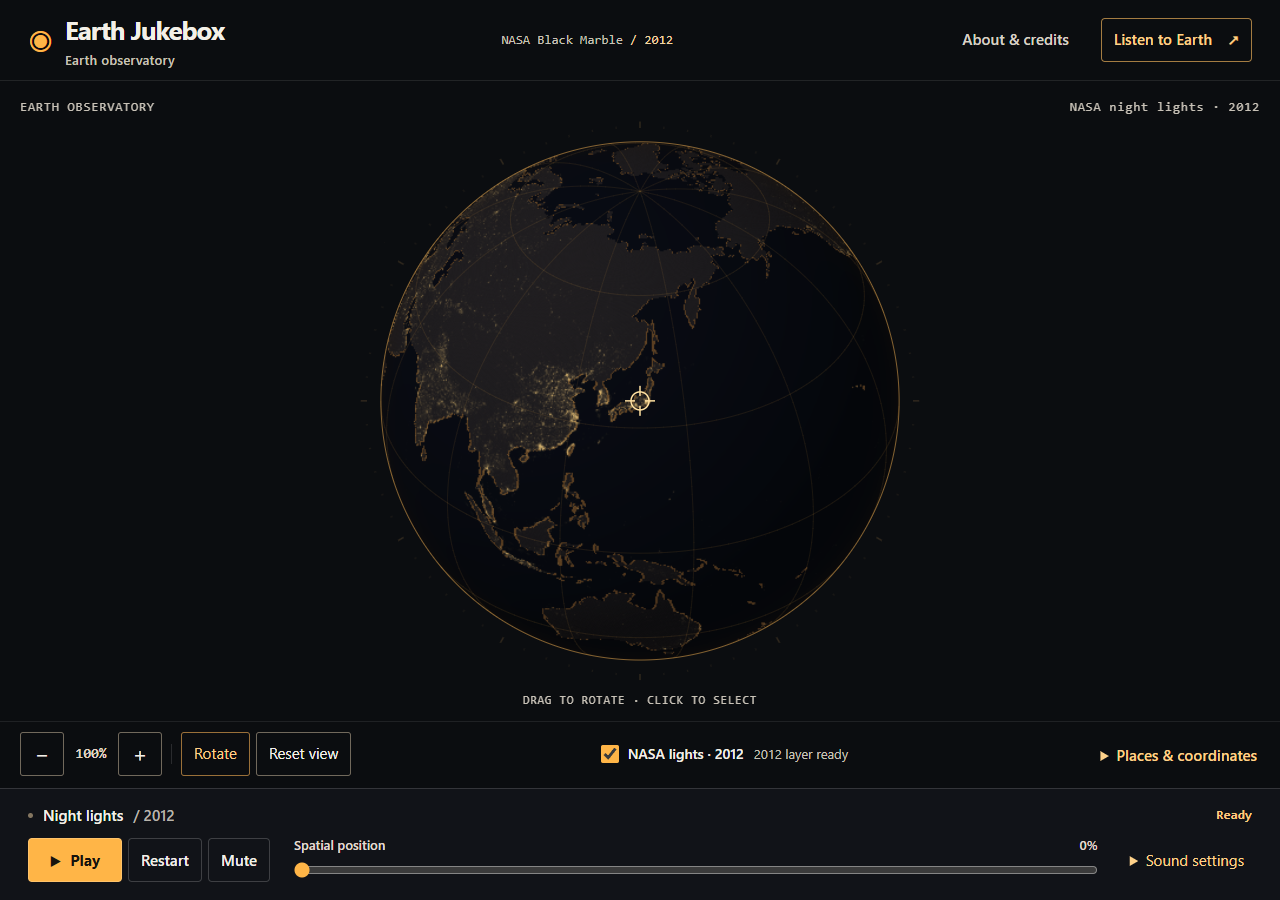 Earth Jukebox
Earth observatory
NASA Black Marble / 2012
About & credits
Listen to Earth ↗
EARTH OBSERVATORY
NASA night lights · 2012
DRAG TO ROTATE · CLICK TO SELECT
− 100% +
Rotate
Reset view
NASA lights · 2012
2012 layer ready
Places & coordinates
Night lights / 2012
Ready
Play
Restart
Mute
Spatial position
0%
Sound settings